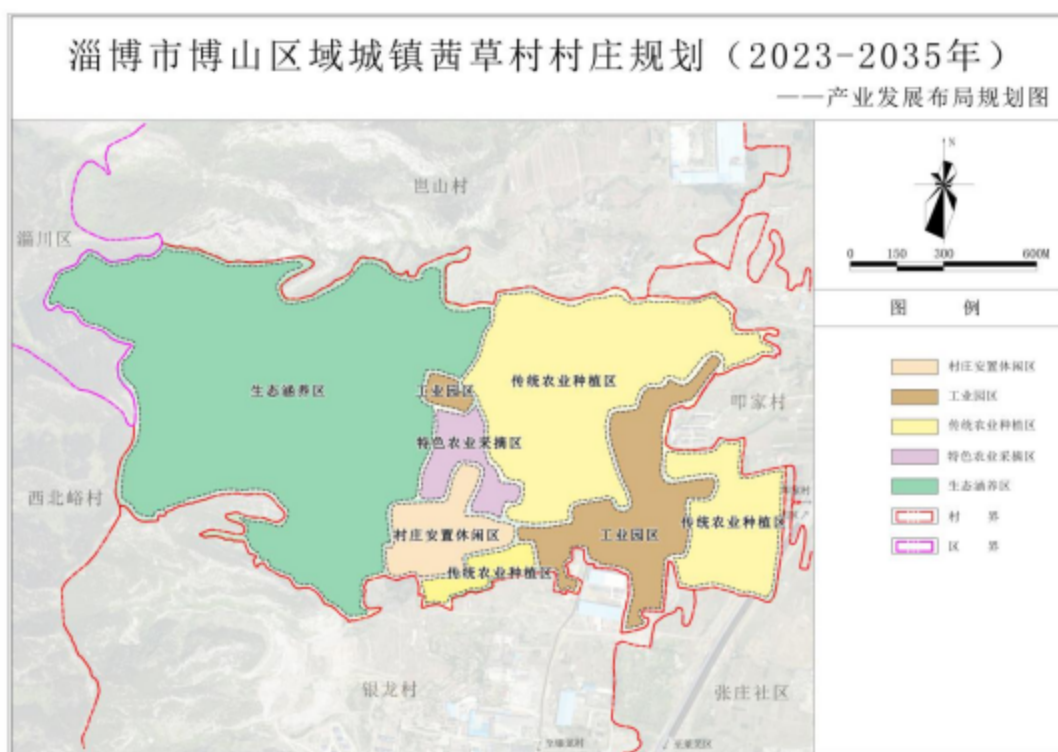 淄博市博山区域城镇茜草村村庄规划（2023-2035年）
——产业发展布局规划图
N
0 150 300 600M
图 例
村庄安置休闲区
工业园区
传统农业种植区
特色农业采摘区
生态涵养区
村 界
区 界
岜山村
淄川区
生态涵养区
工业园区
传统农业种植区
叩家村
特色农业采摘区
西北峪村
村庄安置休闲区
工业园区
传统农业种植区
传统农业种植区
银龙村
张庄社区
至莱芜区